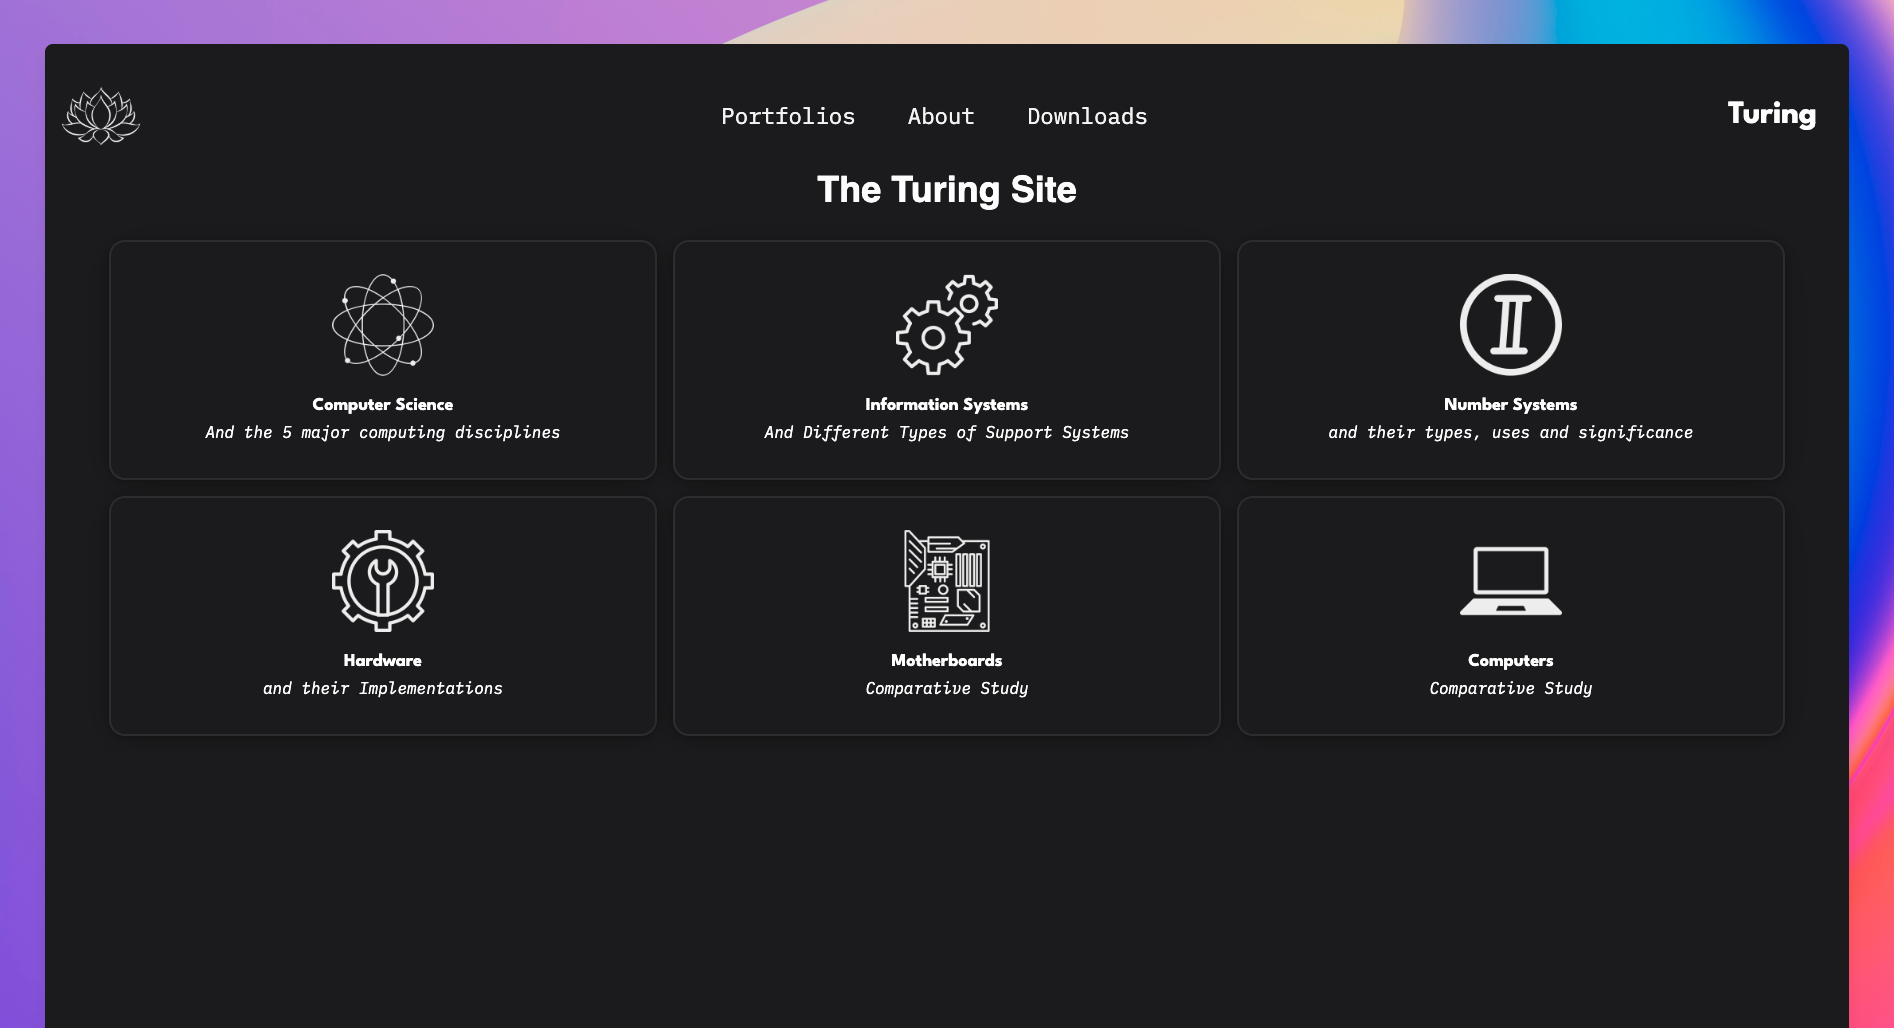 Portfolios About Downloads Turing
The Turing Site
Computer Science
And the 5 major computing disciplines
Information Systems
And Different Types of Support Systems
Number Systems
and their types, uses and significance
Hardware
and their Implementations
Motherboards
Comparative Study
Computers
Comparative Study